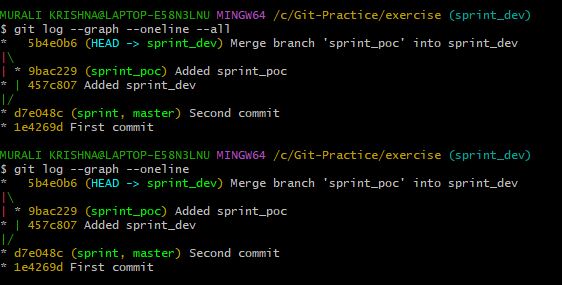 MURALI KRISHNA@LAPTOP-E58N3LNU MINGW64 /c/Git-Practice/exercise (sprint_dev)
$ git log --graph --oneline --all
*   5b4e0b6 (HEAD -> sprint_dev) Merge branch 'sprint_poc' into sprint_dev
|\
| * 9bac229 (sprint_poc) Added sprint_poc
* | 457c807 Added sprint_dev
|/
* d7e048c (sprint, master) Second commit
* 1e4269d First commit

MURALI KRISHNA@LAPTOP-E58N3LNU MINGW64 /c/Git-Practice/exercise (sprint_dev)
$ git log --graph --oneline
*   5b4e0b6 (HEAD -> sprint_dev) Merge branch 'sprint_poc' into sprint_dev
|\
| * 9bac229 (sprint_poc) Added sprint_poc
* | 457c807 Added sprint_dev
|/
* d7e048c (sprint, master) Second commit
* 1e4269d First commit